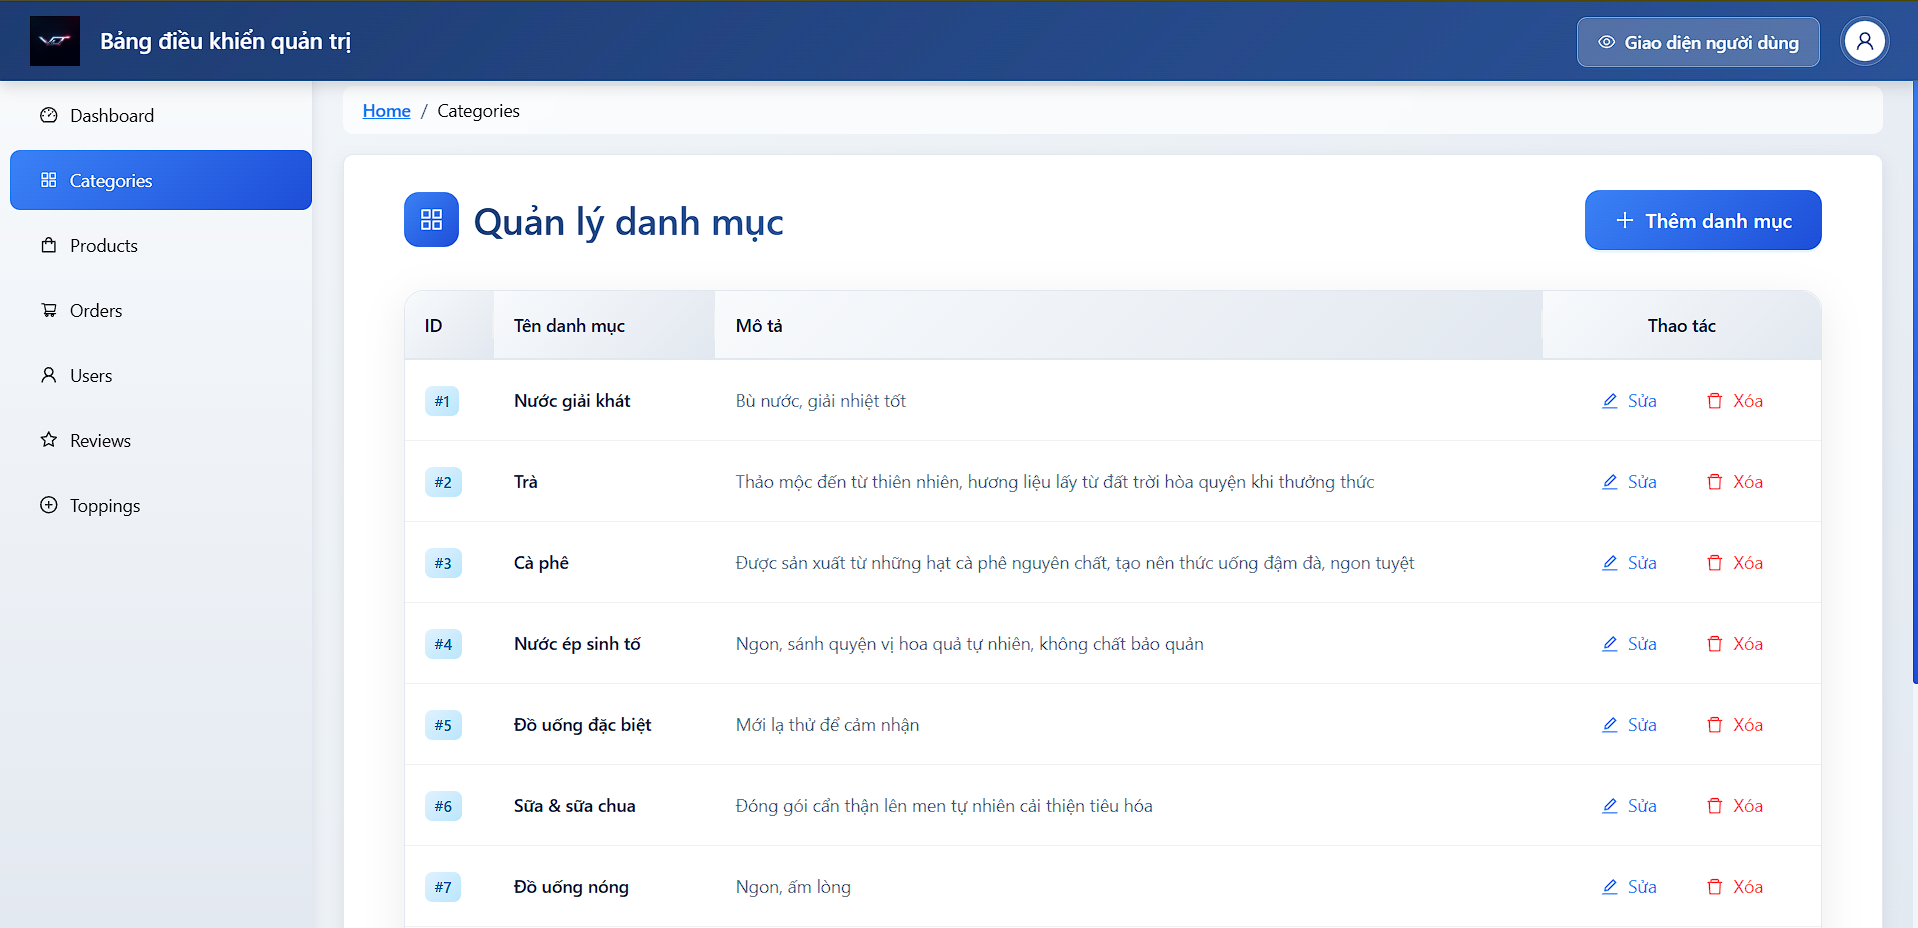 VGT
Bảng điều khiển quản trị
Giao diện người dùng
Dashboard
Categories
Products
Orders
Users
Reviews
Toppings
Home / Categories
Quản lý danh mục
Thêm danh mục
ID Tên danh mục Mô tả Thao tác
#1 Nước giải khát Bù nước, giải nhiệt tốt Sửa Xóa
#2 Trà Thảo mộc đến từ thiên nhiên, hương liệu lấy từ đất trời hòa quyện khi thưởng thức Sửa Xóa
#3 Cà phê Được sản xuất từ những hạt cà phê nguyên chất, tạo nên thức uống đậm đà, ngon tuyệt Sửa Xóa
#4 Nước ép sinh tố Ngon, sánh quyện vị hoa quả tự nhiên, không chất bảo quản Sửa Xóa
#5 Đồ uống đặc biệt Mới lạ thử để cảm nhận Sửa Xóa
#6 Sữa & sữa chua Đóng gói cẩn thận lên men tự nhiên cải thiện tiêu hóa Sửa Xóa
#7 Đồ uống nóng Ngon, ấm lòng Sửa Xóa